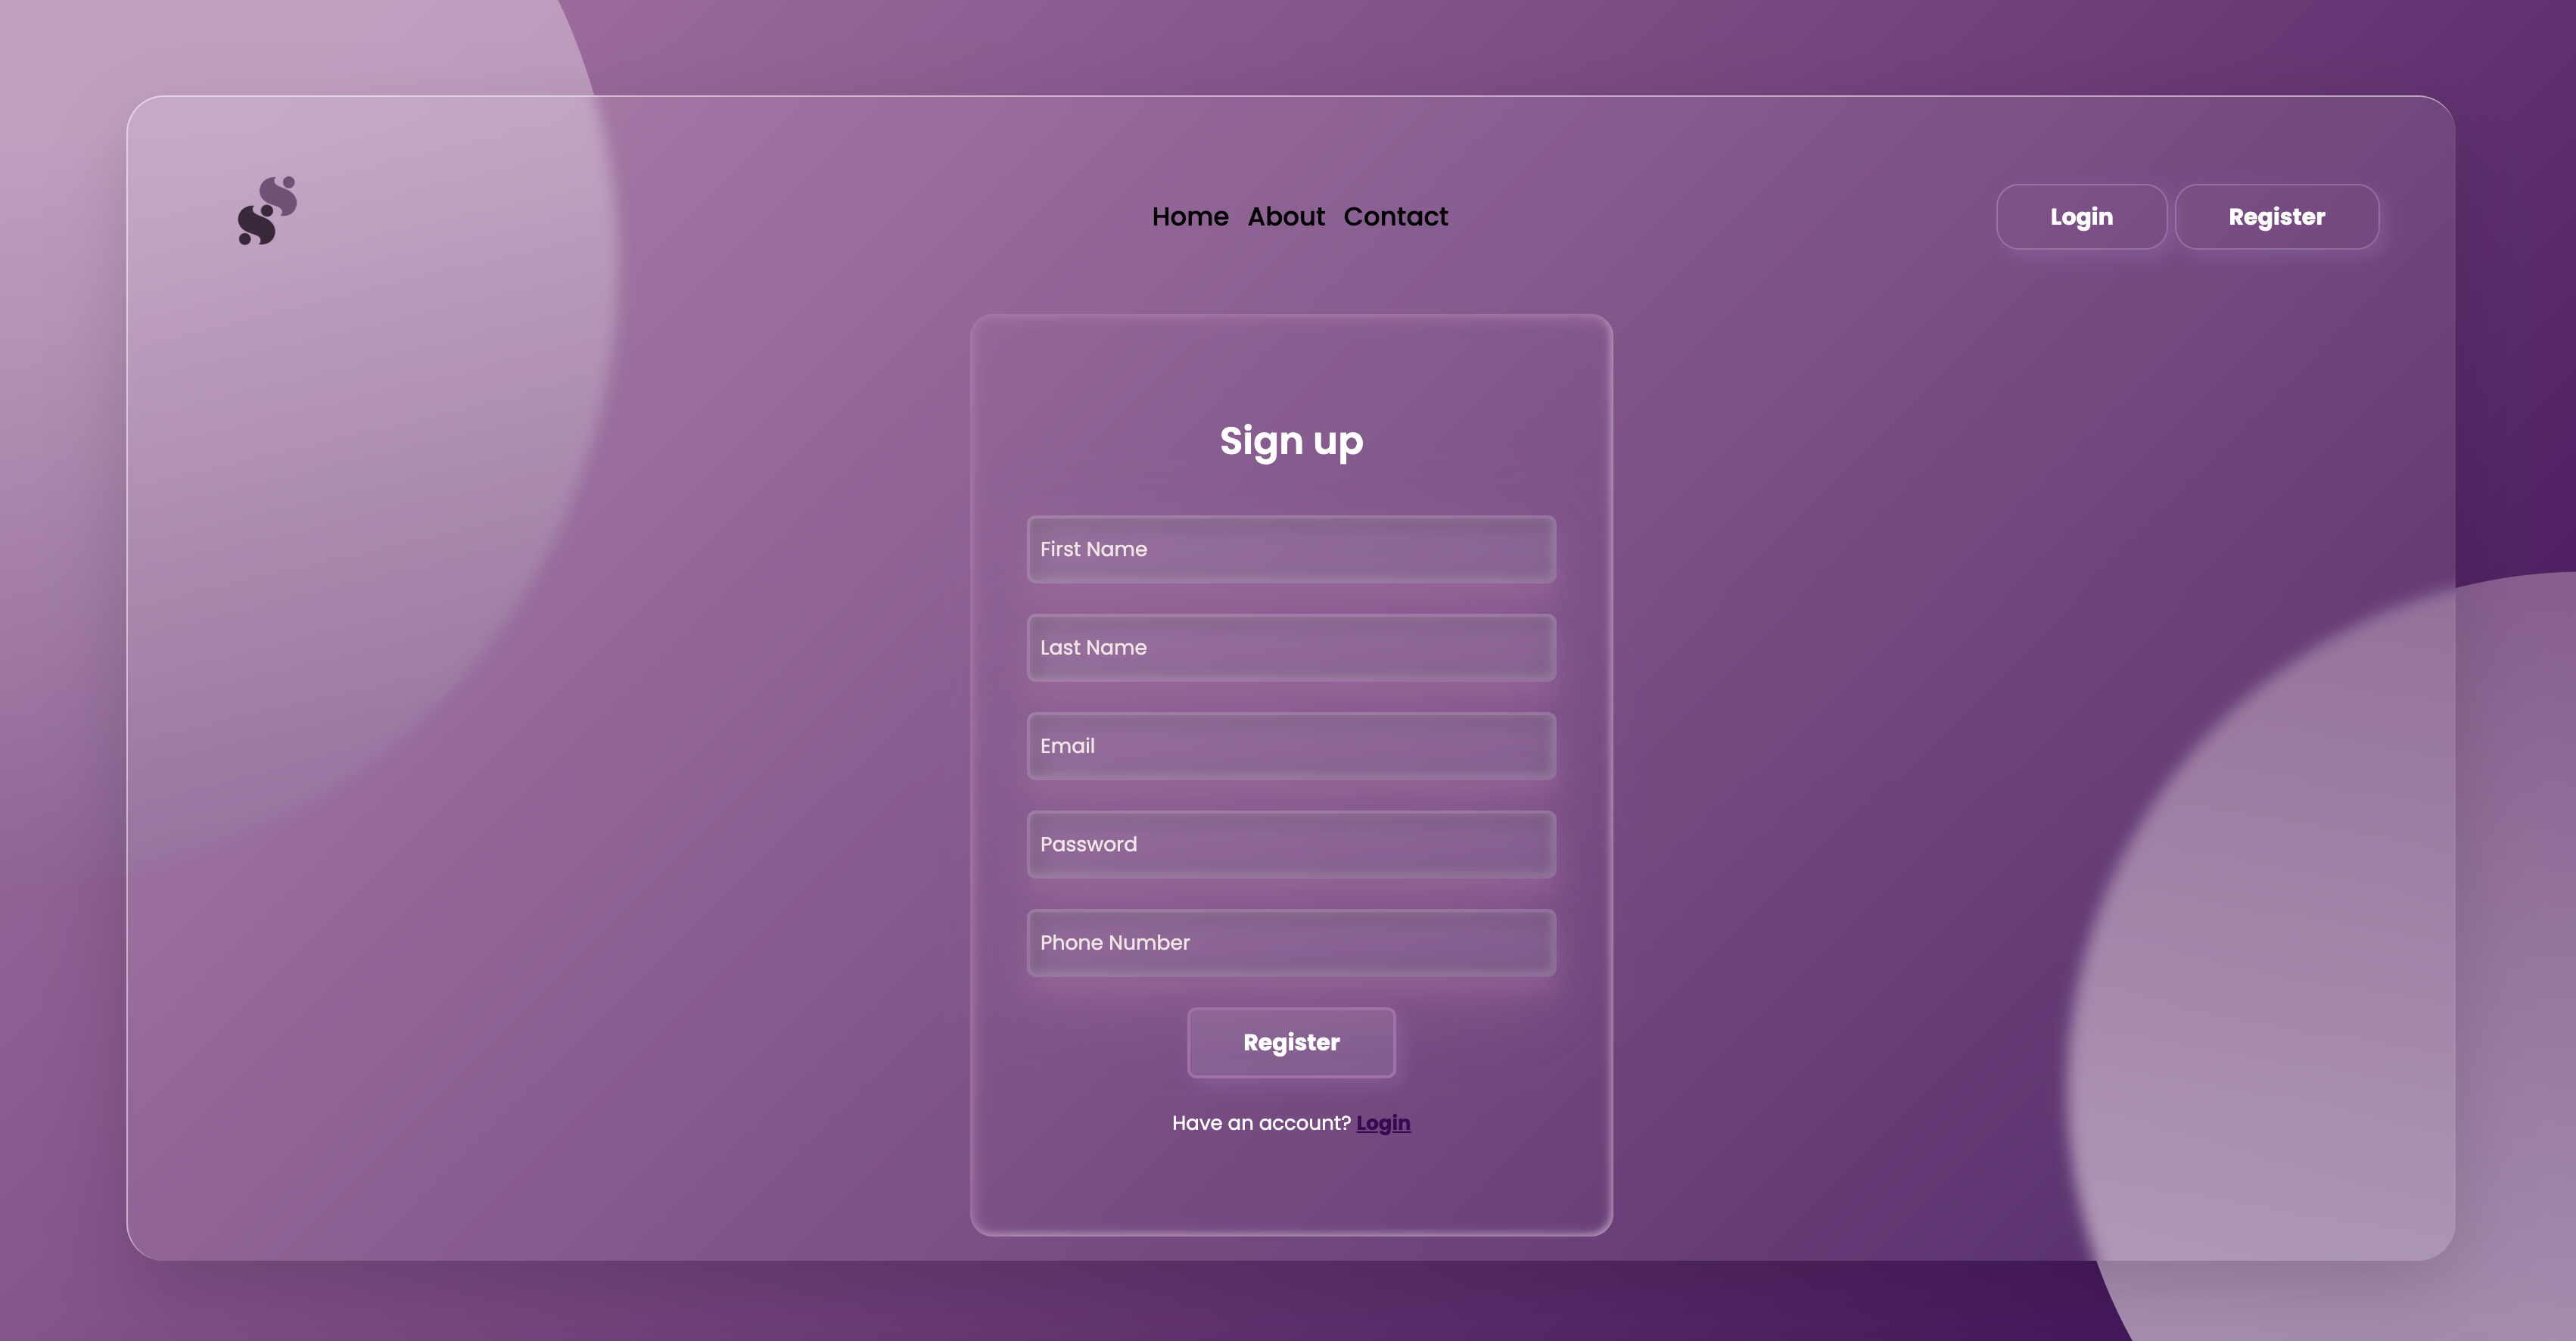 Home About Contact
Login Register
Sign up
First Name
Last Name
Email
Password
Phone Number
Register
Have an account? Login